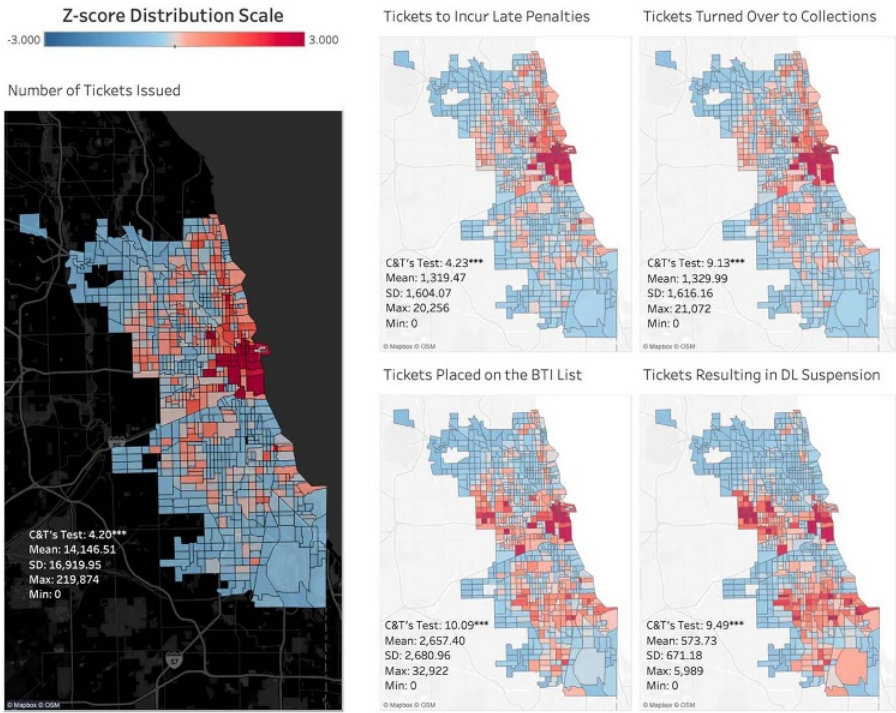 Z-score Distribution Scale
-3.000 3.000
Number of Tickets Issued
C&T's Test: 4.20***
Mean: 14,146.51
SD: 16,919.95
Max: 219,874
Min: 0
57
© Mapbox © OSM
Tickets to Incur Late Penalties
C&T's Test: 4.23***
Mean: 1,319.47
SD: 1,604.07
Max: 20,256
Min: 0
© Mapbox © OSM
Tickets Turned Over to Collections
C&T's Test: 9.13***
Mean: 1,329.99
SD: 1,616.16
Max: 21,072
Min: 0
© Mapbox © OSM
Tickets Placed on the BTI List
C&T's Test: 10.09***
Mean: 2,657.40
SD: 2,680.96
Max: 32,922
Min: 0
© Mapbox © OSM
Tickets Resulting in DL Suspension
C&T's Test: 9.49***
Mean: 573.73
SD: 671.18
Max: 5,989
Min: 0
© Mapbox © OSM